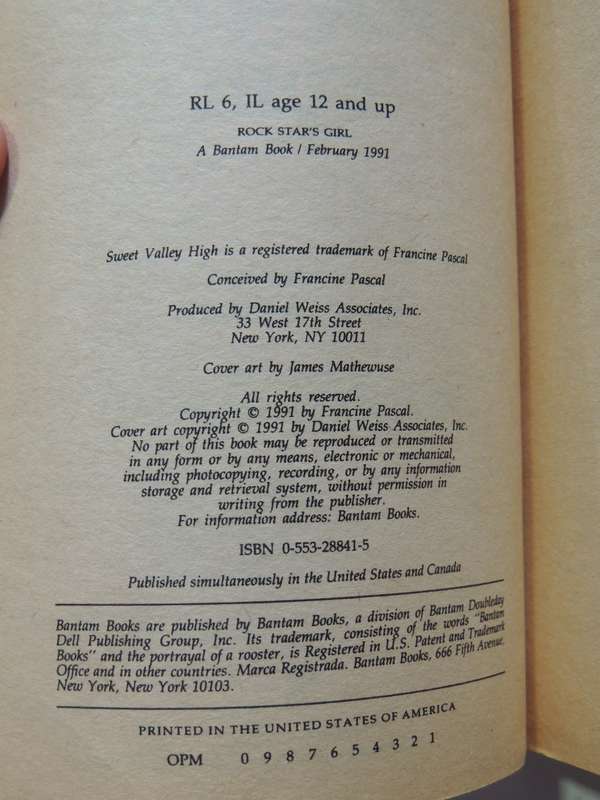 RL 6, IL age 12 and up
ROCK STAR'S GIRL
A Bantam Book / February 1991
Sweet Valley High is a registered trademark of Francine Pascal
Conceived by Francine Pascal
Produced by Daniel Weiss Associates, Inc.
33 West 17th Street
New York, NY 10011
Cover art by James Mathewuse
All rights reserved.
Copyright © 1991 by Francine Pascal.
Cover art copyright © 1991 by Daniel Weiss Associates, Inc.
No part of this book may be reproduced or transmitted
in any form or by any means, electronic or mechanical,
including photocopying, recording, or by any information
storage and retrieval system, without permission in
writing from the publisher.
For information address: Bantam Books.
ISBN 0-553-28841-5
Published simultaneously in the United States and Canada
Bantam Books are published by Bantam Books, a division of Bantam Doubleday
Dell Publishing Group, Inc. Its trademark, consisting of the words "Bantam
Books" and the portrayal of a rooster, is Registered in U.S. Patent and Trademark
Office and in other countries. Marca Registrada. Bantam Books, 666 Fifth Avenue,
New York, New York 10103.
PRINTED IN THE UNITED STATES OF AMERICA
OPM 0 9 8 7 6 5 4 3 2 1